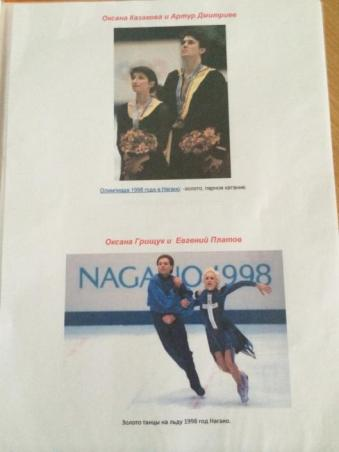 Оксана Казакова и Артур Дмитриев
Олимпиада 1998 года в Нагано -золото, парное катание.
Оксана Грищук и Евгений Платов
NAGANO 1998
Золото танцы на льду 1998 год Нагано.